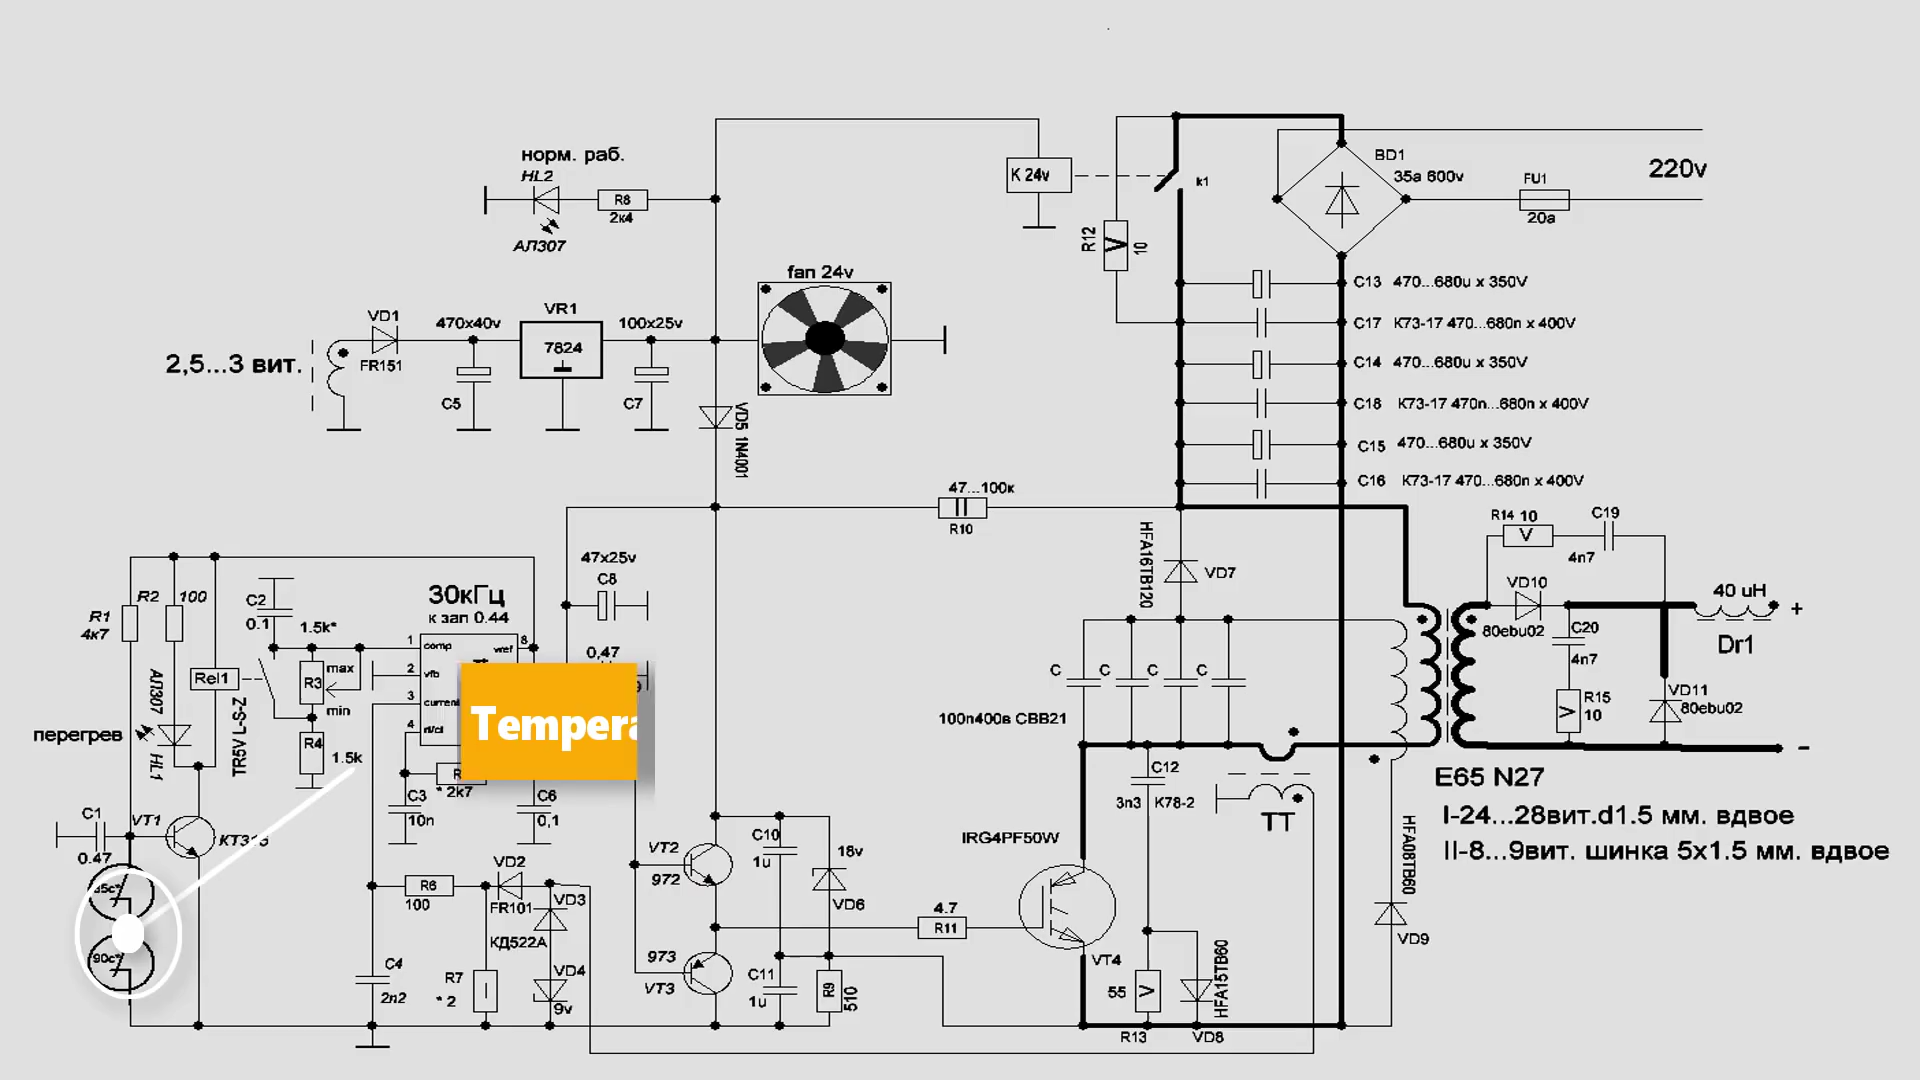 норм. раб.
HL2
R8
2к4
АЛ307
K 24v
k1
R12
V
10
BD1
35a 600v
FU1
20a
220v
fan 24v
VD1
FR151
470x40v
VR1
7824
100x25v
C5
C7
2,5...3 вит.
VD5 1N4001
C13 470...680u x 350V
C17 K73-17 470...680n x 400V
C14 470...680u x 350V
C18 K73-17 470n...680n x 400V
C15 470...680u x 350V
C16 K73-17 470...680n x 400V
47...100к
R10
HFA16TB120
VD7
R14 10
V
C19
4n7
VD10
80ebu02
C20
4n7
R15
10
V
VD11
80ebu02
40 uH
+
Dr1
-
47x25v
C8
0,47
30кГц
к зап 0.44
R1
4к7
R2
100
C2
0.1
1.5k*
R3
max
min
R4
1.5k
Rel1
TR5V L-S-Z
АЛ307
HL1
перегрев
1
comp
2
vfb
3
current
4
rt/ct
8
vref
Tempera
* 2k7
C3
10n
C6
0,1
C1
0.47
VT1
90c*
C4
2n2
R6
100
VD2
FR101
VD3
КД522А
VD4
9v
R7
* 2
VT2
972
973
VT3
C10
1u
C11
1u
18v
VD6
R9
510
4.7
R11
IRG4PF50W
VT4
C
C
C
C
100n400в CBB21
C12
3n3
K78-2
55
V
R13
HFA15TB60
VD8
TT
HFA08TB60
VD9
E65 N27
I-24...28вит.d1.5 мм. вдвое
II-8...9вит. шинка 5x1.5 мм. вдвое